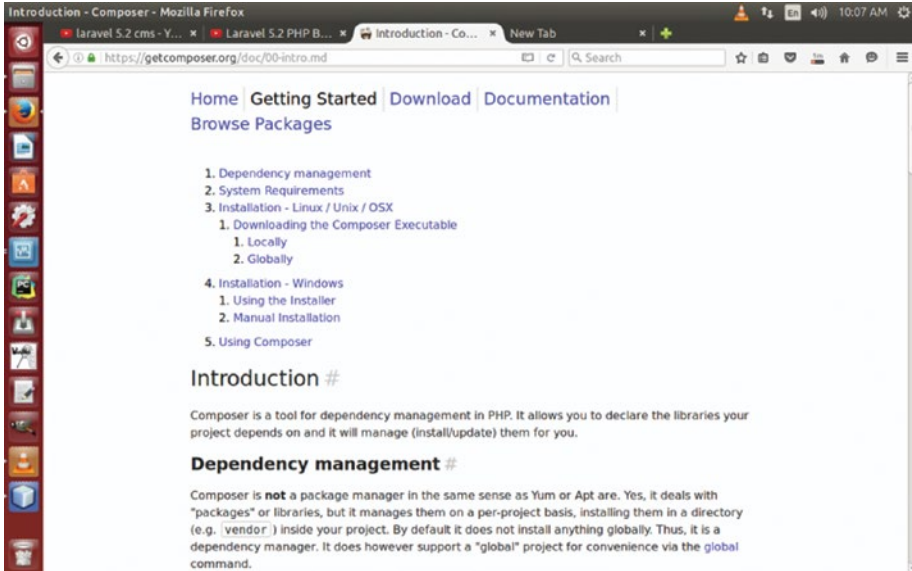 Introduction - Composer - Mozilla Firefox
En
10:07 AM
laravel 5.2 cms - Y...
Laravel 5.2 PHP B...
Introduction - Co...
New Tab
https://getcomposer.org/doc/00-intro.md
Search
Home Getting Started Download Documentation
Browse Packages
1. Dependency management
2. System Requirements
3. Installation - Linux / Unix / OSX
1. Downloading the Composer Executable
1. Locally
2. Globally
4. Installation - Windows
1. Using the Installer
2. Manual Installation
5. Using Composer
Introduction #
Composer is a tool for dependency management in PHP. It allows you to declare the libraries your
project depends on and it will manage (install/update) them for you.
Dependency management #
Composer is not a package manager in the same sense as Yum or Apt are. Yes, it deals with
"packages" or libraries, but it manages them on a per-project basis, installing them in a directory
(e.g. vendor ) inside your project. By default it does not install anything globally. Thus, it is a
dependency manager. It does however support a "global" project for convenience via the global
command.